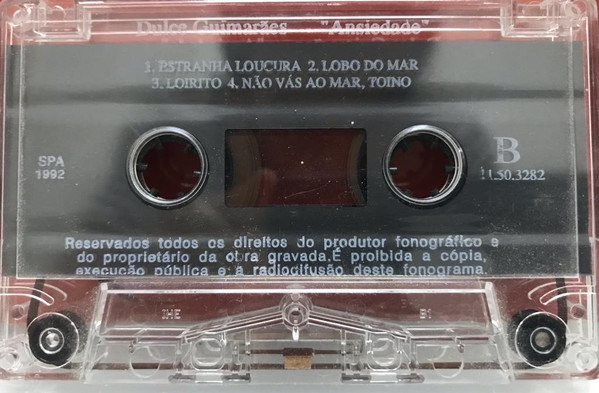 Dulce Guimarães "Ansiedade"
1. ESTRANHA LOUCURA 2. LOBO DO MAR
3. LOIRITO 4. NÃO VÁS AO MAR, TOINO
SPA
1992
B
11.50.3282
Reservados todos os direitos do produtor fonográfico e
do proprietário da obra gravada.É proibida a cópia,
execução pública e a radiodifusão deste fonograma.
IHE B1